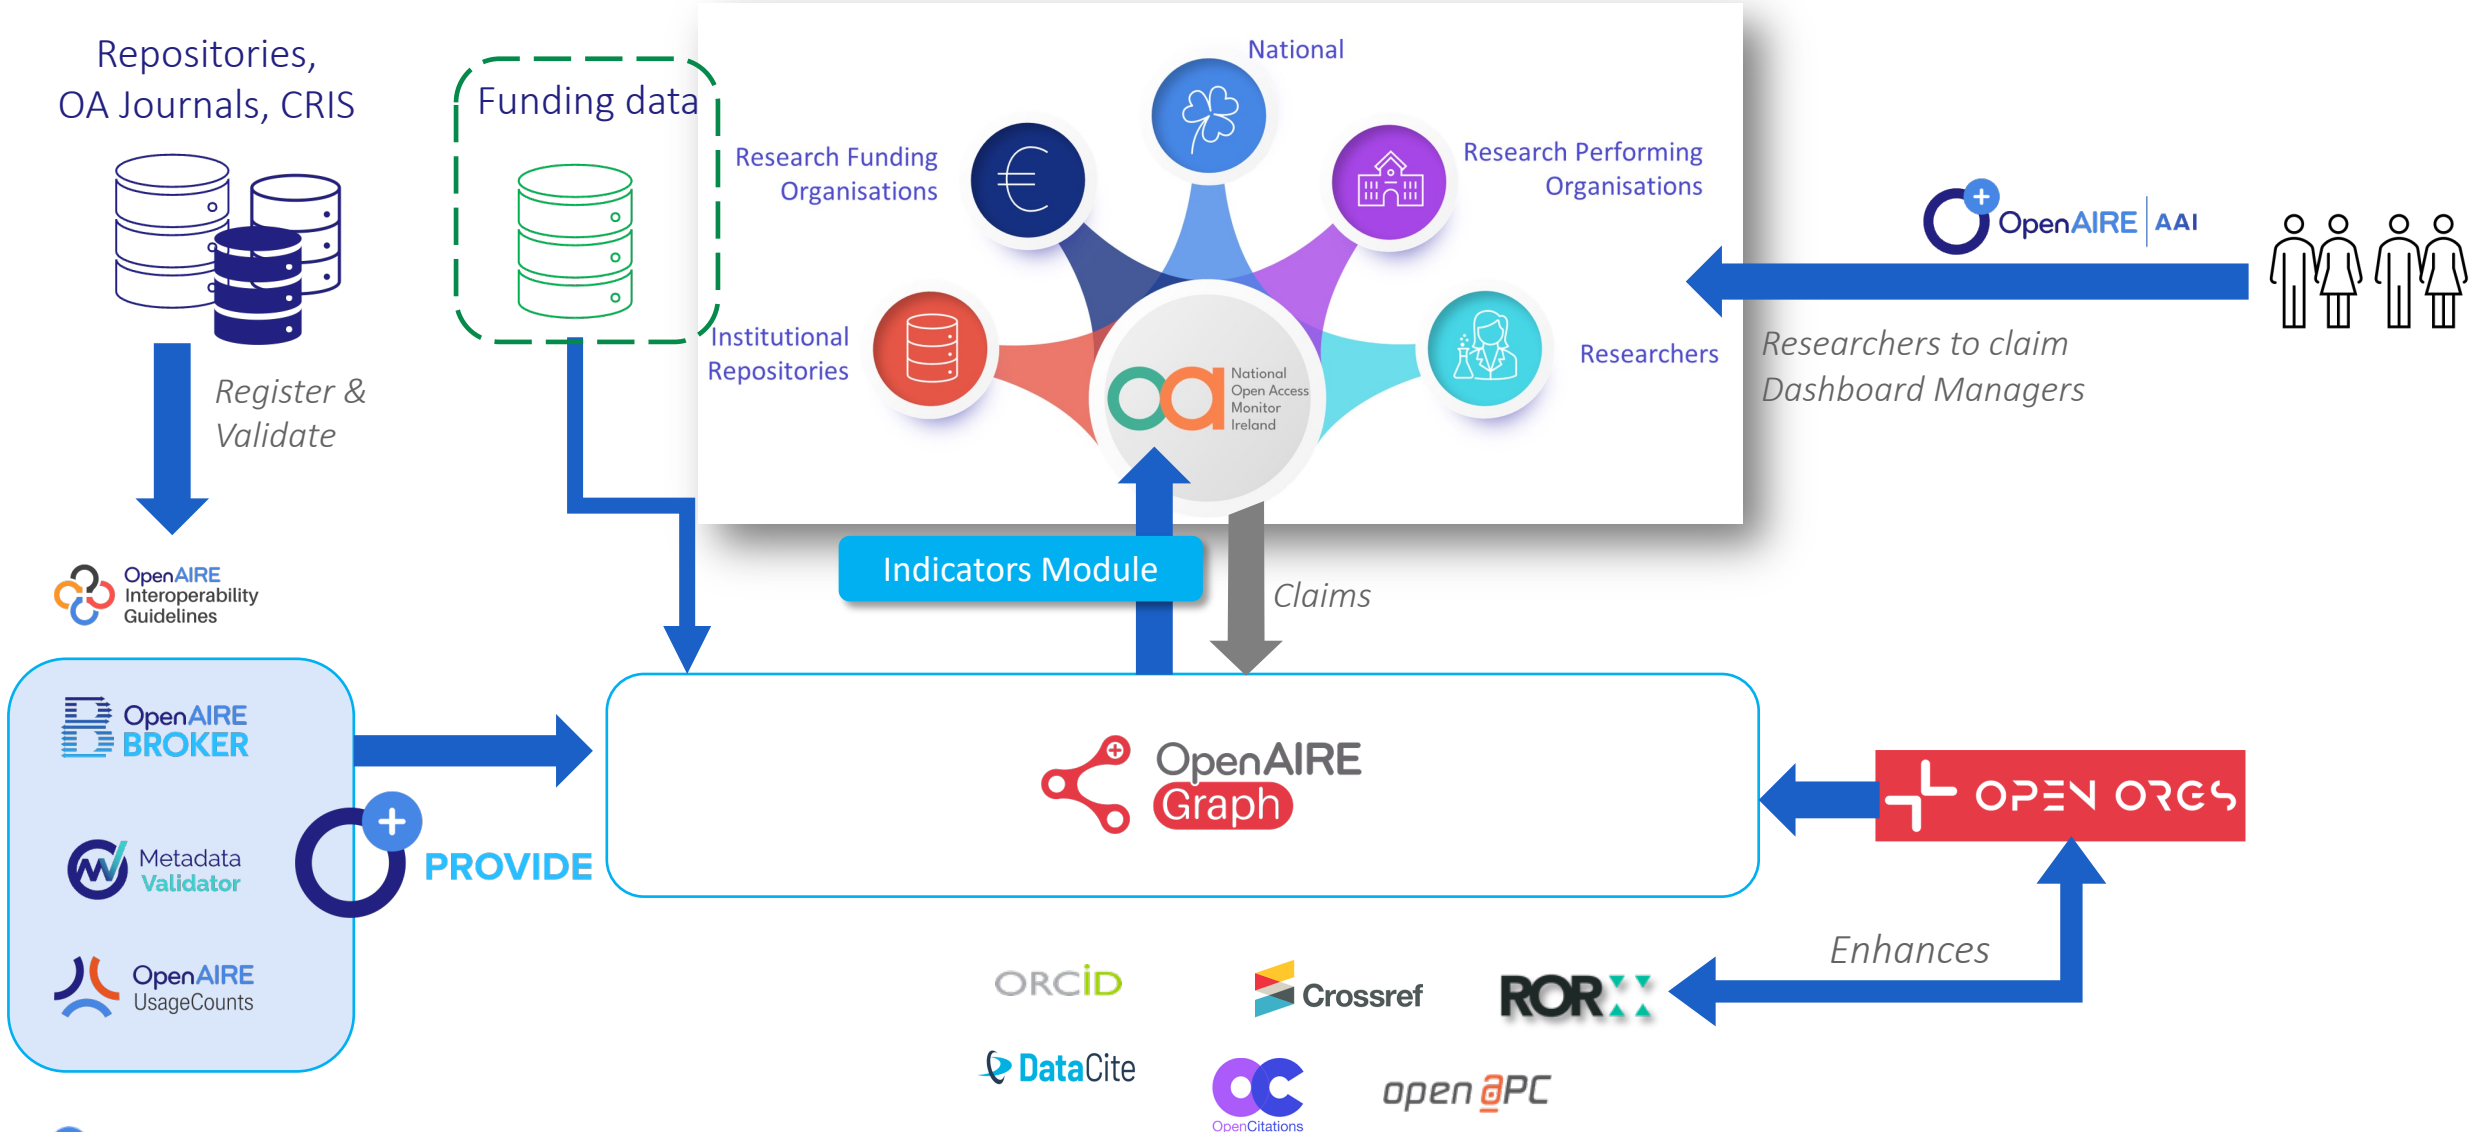 Repositories,
OA Journals, CRIS
Funding data
National
Research Funding
Organisations
Research Performing
Organisations
Institutional
Repositories
Researchers
National
Open Access
Monitor
Ireland
oa
OpenAIRE AAI
Researchers to claim
Dashboard Managers
Register &
Validate
OpenAIRE
Interoperability
Guidelines
Indicators Module
Claims
OpenAIRE
BROKER
Metadata
Validator
OpenAIRE
UsageCounts
PROVIDE
OpenAIRE
Graph
OPEN ORGS
Enhances
ORCID
Crossref
ROR
DataCite
OC
OpenCitations
open aPC